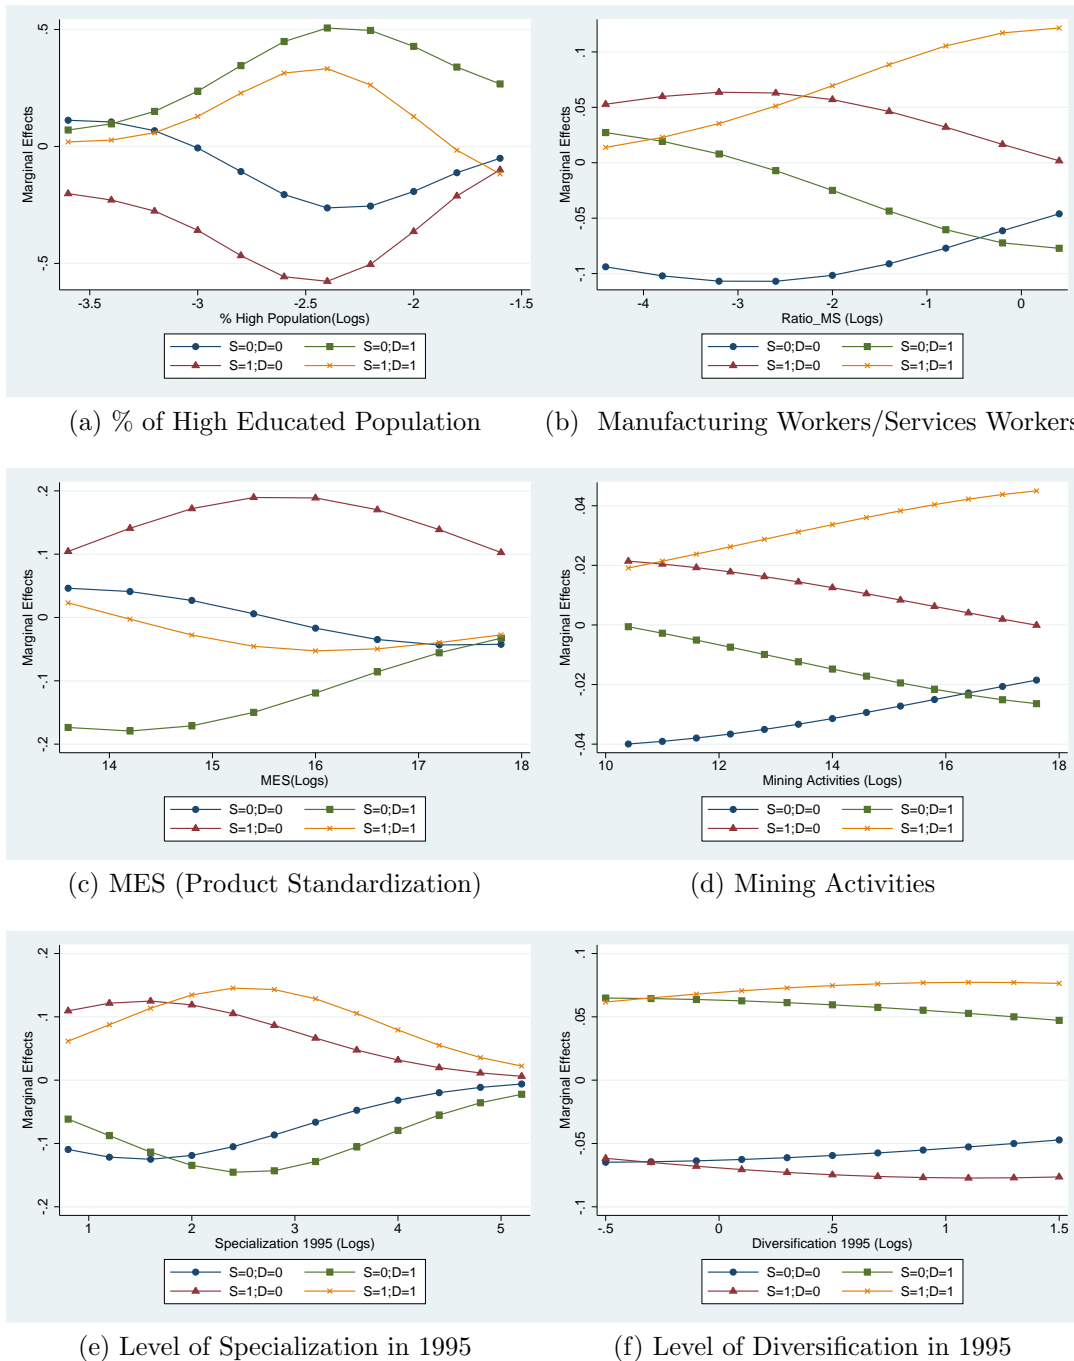 .5
0
-.5
Marginal Effects
-3.5 -3 -2.5 -2 -1.5
% High Population(Logs)
S=0;D=0 S=0;D=1
S=1;D=0 S=1;D=1
(a) % of High Educated Population
.1
.05
0
-.05
-.1
Marginal Effects
-4 -3 -2 -1 0
Ratio_MS (Logs)
S=0;D=0 S=0;D=1
S=1;D=0 S=1;D=1
(b) Manufacturing Workers/Services Workers
.2
.1
0
-.1
-.2
Marginal Effects
14 15 16 17 18
MES(Logs)
S=0;D=0 S=0;D=1
S=1;D=0 S=1;D=1
(c) MES (Product Standardization)
.04
.02
0
-.02
-.04
Marginal Effects
10 12 14 16 18
Mining Activities (Logs)
S=0;D=0 S=0;D=1
S=1;D=0 S=1;D=1
(d) Mining Activities
.2
.1
0
-.1
-.2
Marginal Effects
1 2 3 4 5
Specialization 1995 (Logs)
S=0;D=0 S=0;D=1
S=1;D=0 S=1;D=1
(e) Level of Specialization in 1995
.1
.05
0
-.05
-.1
Marginal Effects
-.5 0 .5 1 1.5
Diversification 1995 (Logs)
S=0;D=0 S=0;D=1
S=1;D=0 S=1;D=1
(f) Level of Diversification in 1995